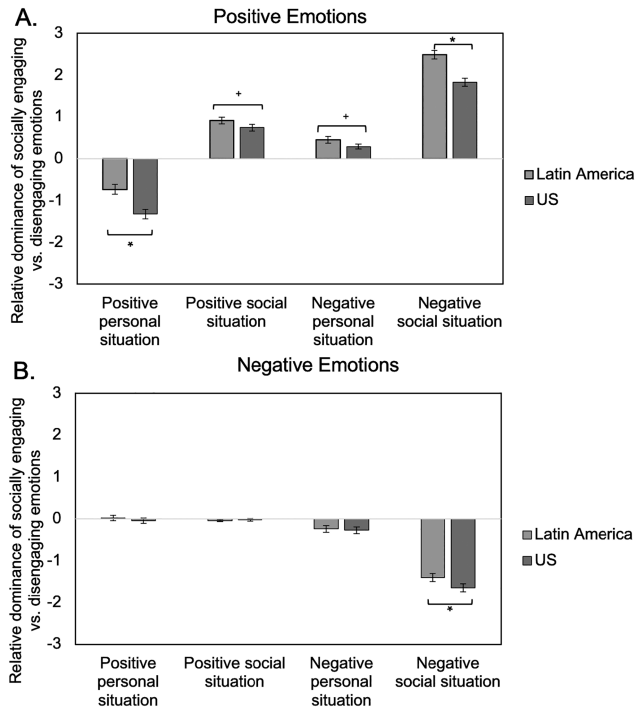 A.
Positive Emotions
Relative dominance of socially engaging
vs. disengaging emotions
3
2
1
0
-1
-2
-3
*
+
+
*
Latin America
US
Positive
personal
situation
Positive social
situation
Negative
personal
situation
Negative
social situation
B.
Negative Emotions
Relative dominance of socially engaging
vs. disengaging emotions
3
2
1
0
-1
-2
-3
*
Latin America
US
Positive
personal
situation
Positive social
situation
Negative
personal
situation
Negative
social situation